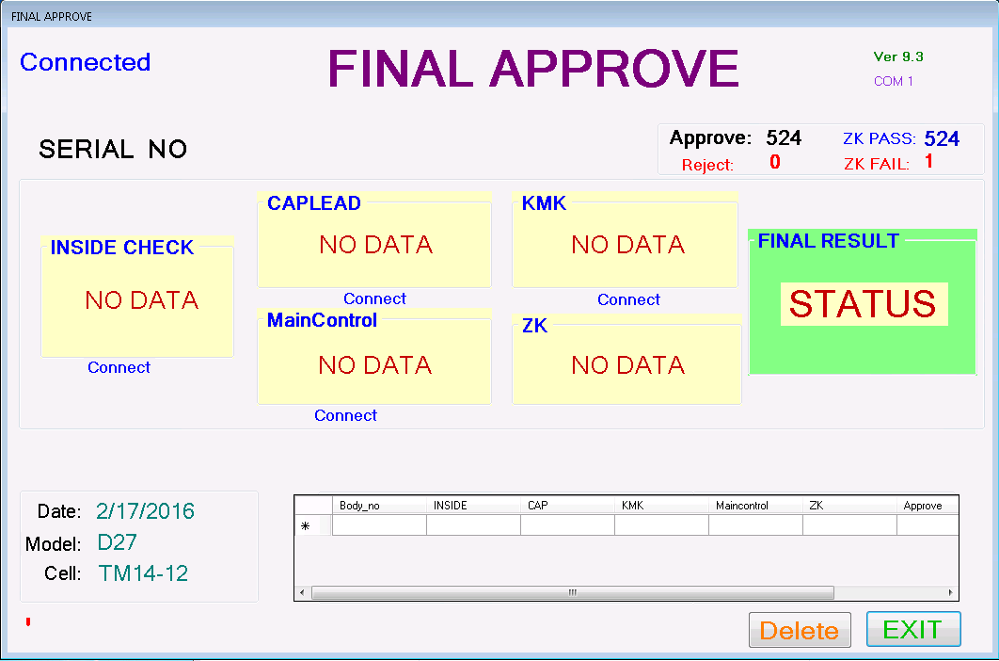 FINAL APPROVE
Connected
FINAL APPROVE
Ver 9.3
COM 1
SERIAL NO
Approve: 524 ZK PASS: 524
Reject: 0 ZK FAIL: 1
INSIDE CHECK
NO DATA
Connect
CAPLEAD
NO DATA
Connect
MainControl
NO DATA
Connect
KMK
NO DATA
Connect
ZK
NO DATA
FINAL RESULT
STATUS
Date: 2/17/2016
Model: D27
Cell: TM14-12
Body_no INSIDE CAP KMK Maincontrol ZK Approve
*
Delete EXIT